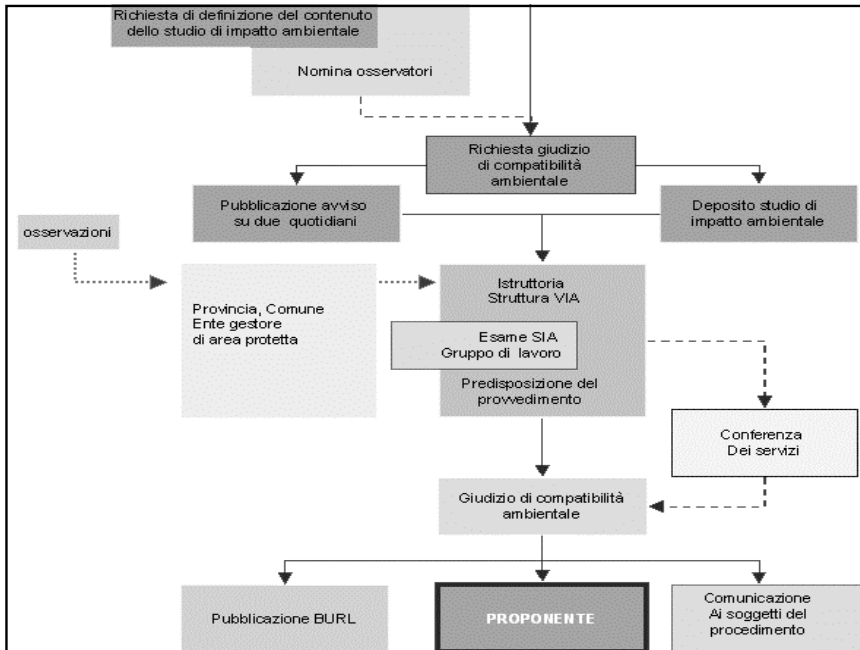 Richiesta di definizione del contenuto
dello studio di impatto ambientale
Nomina osservatori
Richiesta giudizio
di compatibilità
ambientale
Pubblicazione avviso
su due quotidiani
Deposito studio di
impatto ambientale
osservazioni
Provincia, Comune
Ente gestore
di area protetta
Istruttoria
Struttura VIA
Esame SIA
Gruppo di lavoro
Predisposizione del
provvedimento
Conferenza
Dei servizi
Giudizio di compatibilità
ambientale
Pubblicazione BURL
PROPONENTE
Comunicazione
Ai soggetti del
procedimento